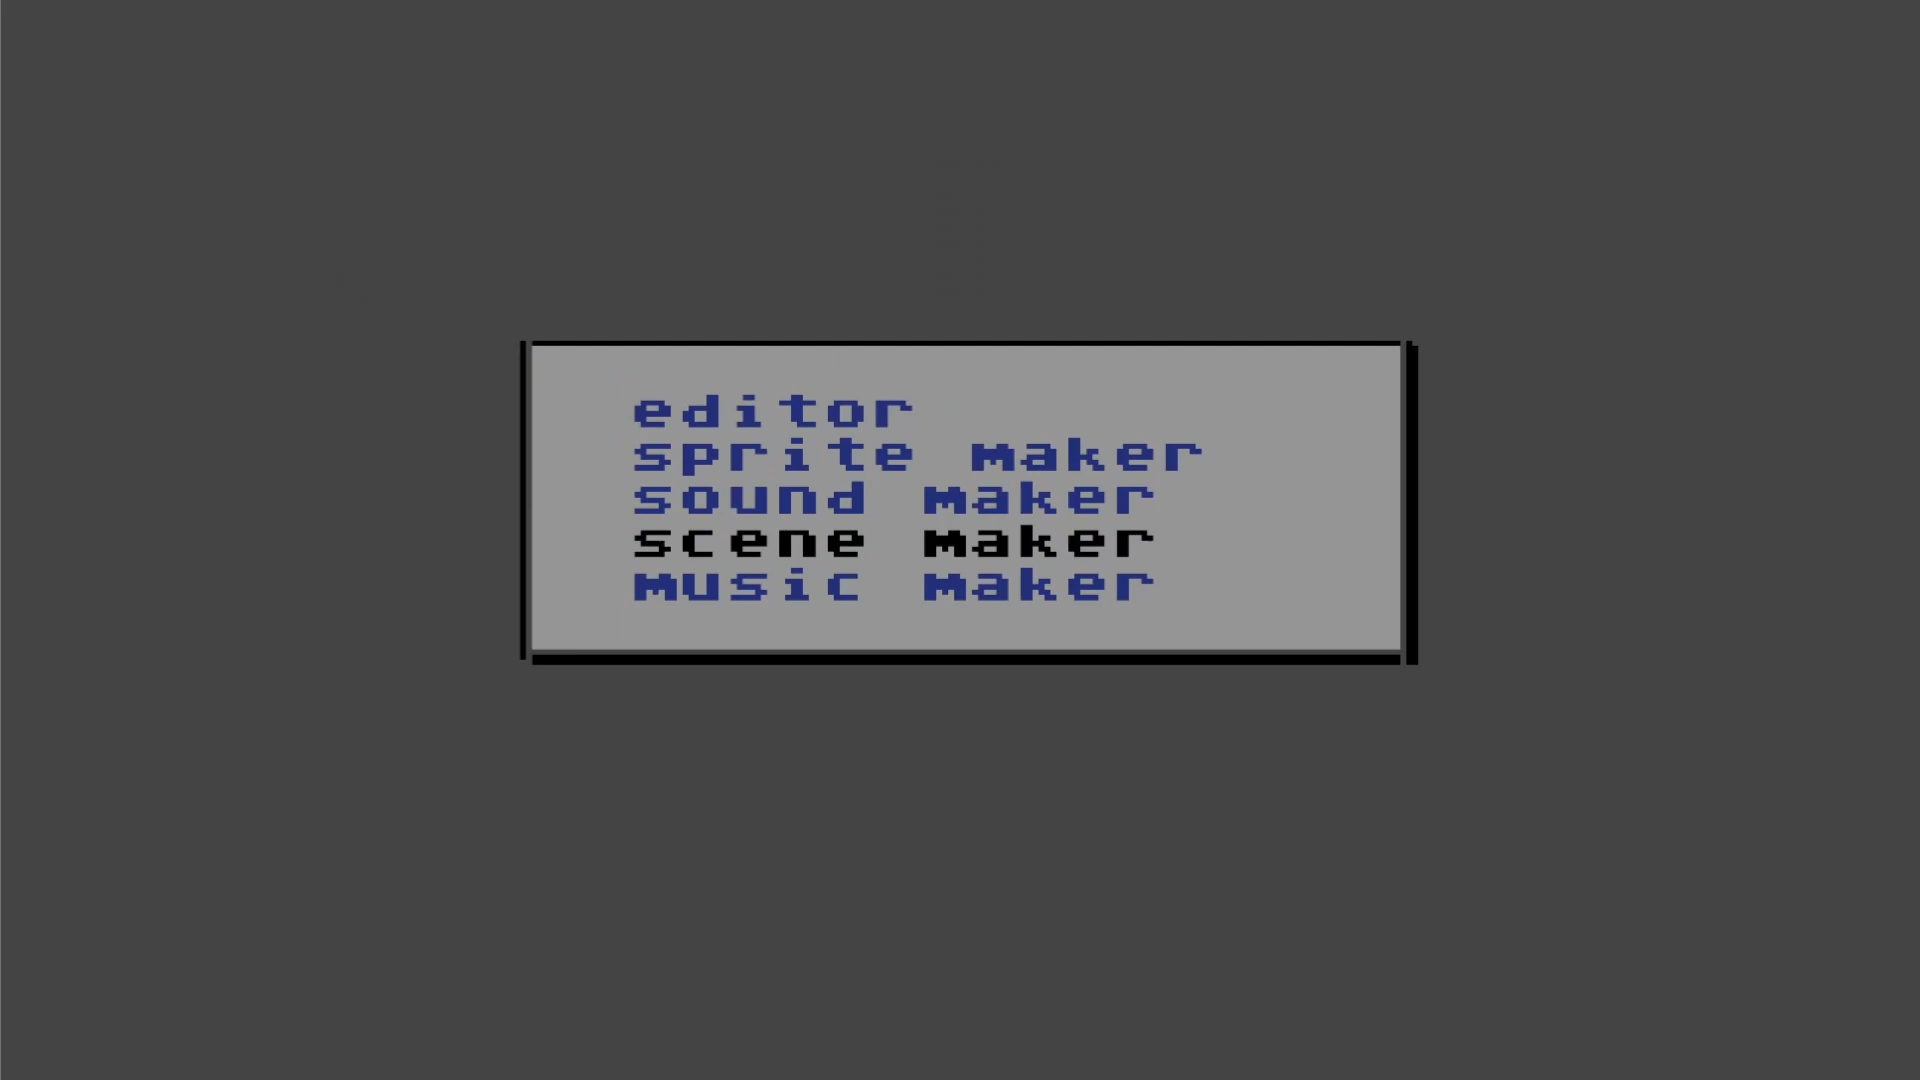 editor
sprite maker
sound maker
scene maker
music maker